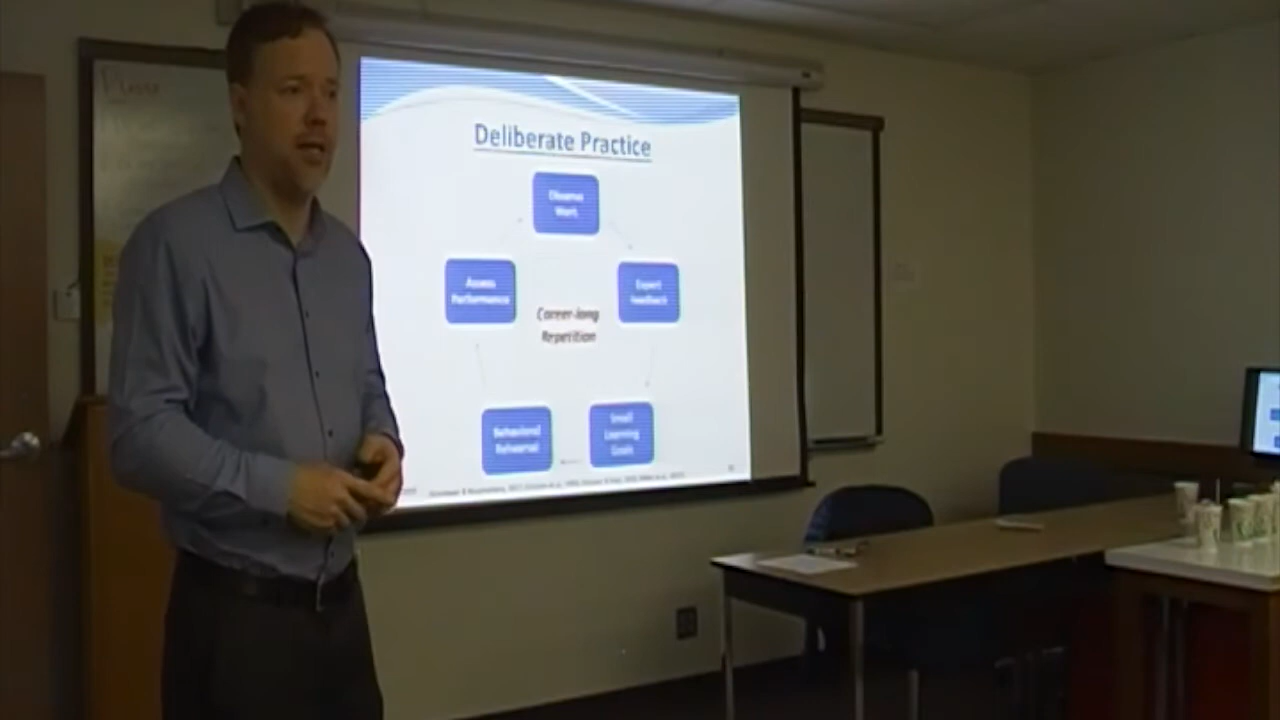 Deliberate Practice
Observe
Work
Assess
Performance
Expert
Feedback
Career-long
Repetition
Behavioral
Rehearsal
Small
Learning
Goals